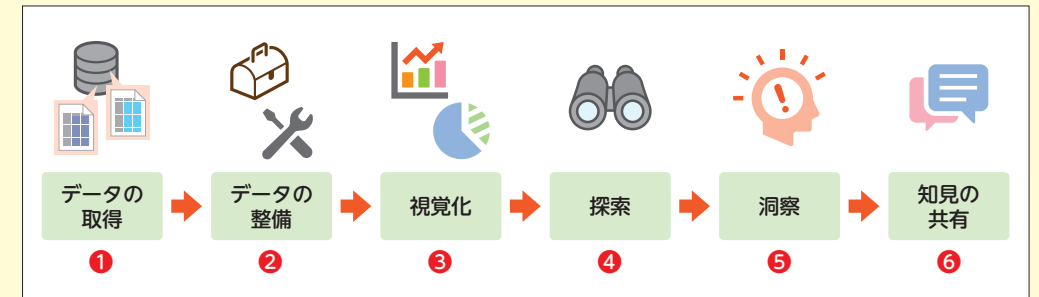 データの
取得
データの
整備
視覚化
探索
洞察
知見の
共有
❶
❷
❸
❹
❺
❻